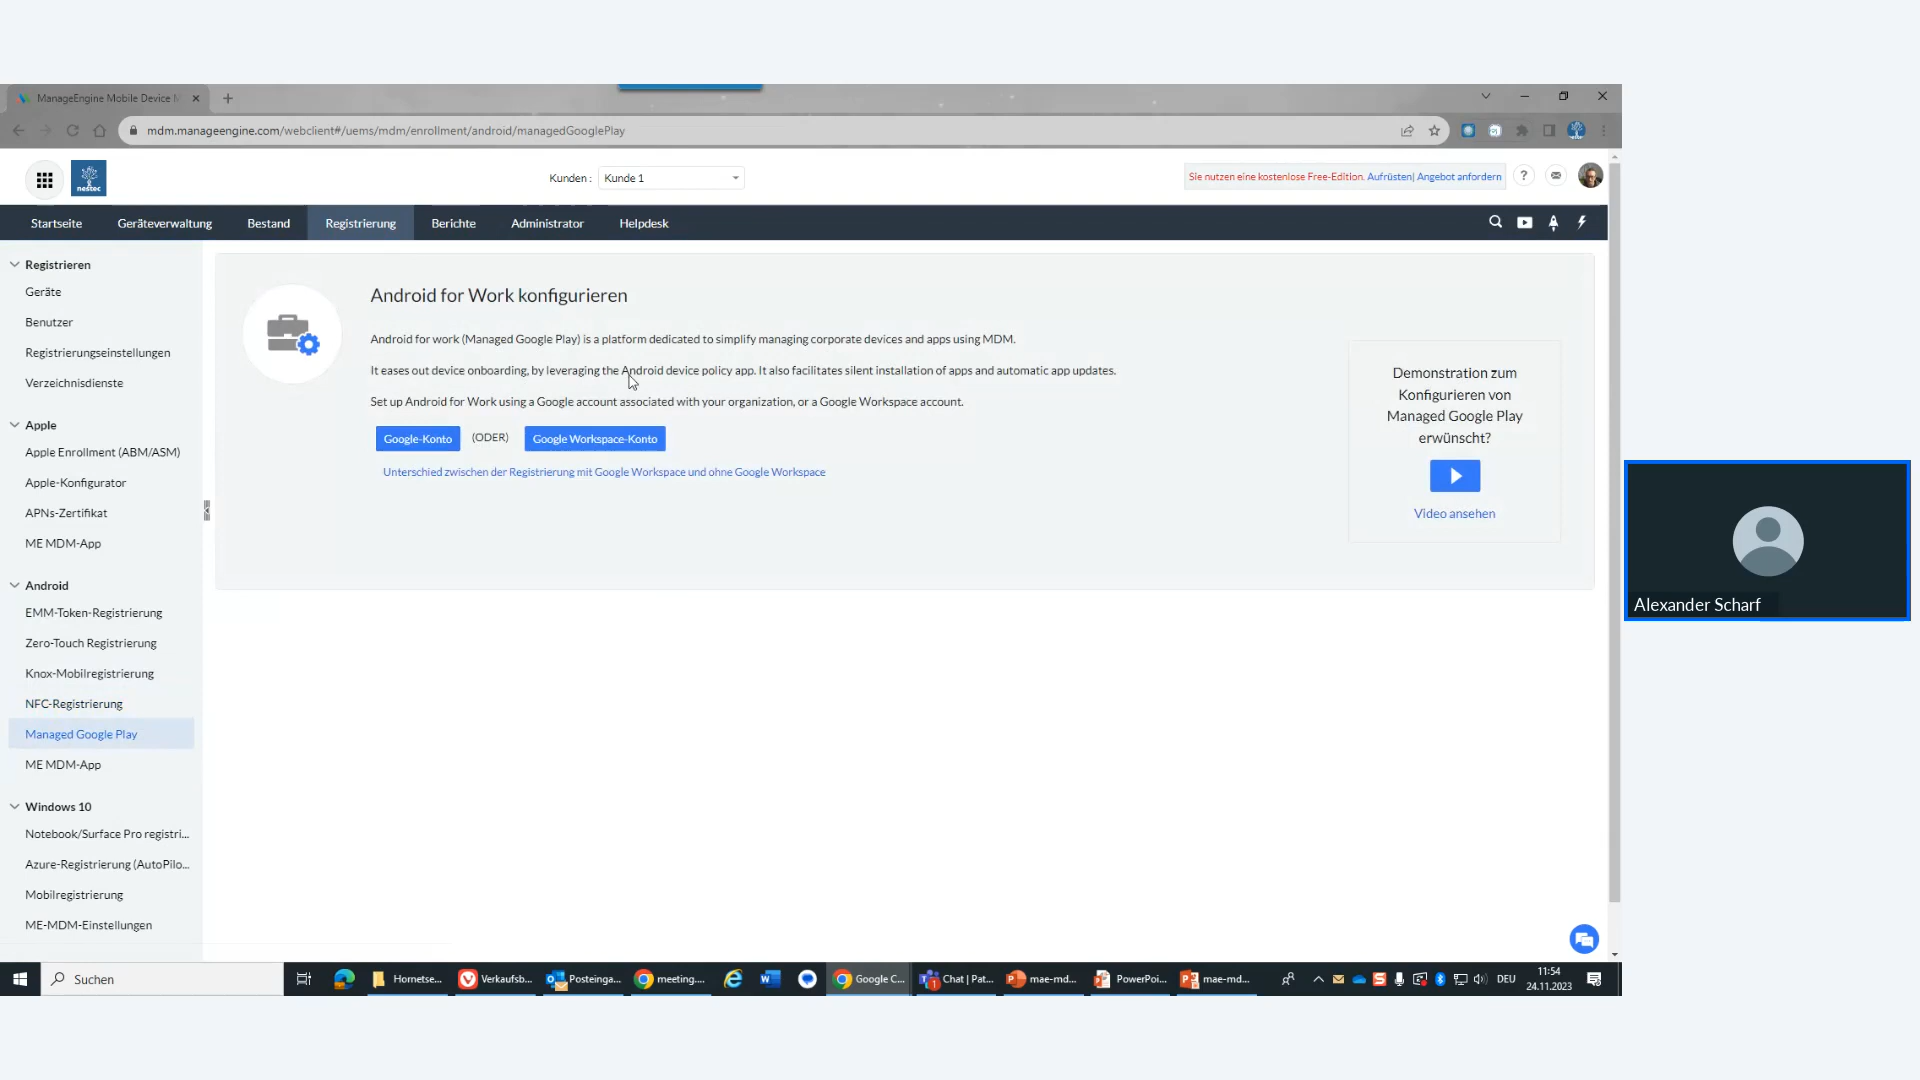 ManageEngine Mobile Device M
mdm.manageengine.com/webclient#/uems/mdm/enrollment/android/managedGooglePlay
nestec
Kunden :
Kunde 1
Sie nutzen eine kostenlose Free-Edition. Aufrüsten| Angebot anfordern
?
Startseite
Geräteverwaltung
Bestand
Registrierung
Berichte
Administrator
Helpdesk
Registrieren
Geräte
Benutzer
Registrierungseinstellungen
Verzeichnisdienste
Apple
Apple Enrollment (ABM/ASM)
Apple-Konfigurator
APNs-Zertifikat
ME MDM-App
Android
EMM-Token-Registrierung
Zero-Touch Registrierung
Knox-Mobilregistrierung
NFC-Registrierung
Managed Google Play
ME MDM-App
Windows 10
Notebook/Surface Pro registri...
Azure-Registrierung (AutoPilo...
Mobilregistrierung
ME-MDM-Einstellungen
Android for Work konfigurieren
Android for work (Managed Google Play) is a platform dedicated to simplify managing corporate devices and apps using MDM.
It eases out device onboarding, by leveraging the Android device policy app. It also facilitates silent installation of apps and automatic app updates.
Set up Android for Work using a Google account associated with your organization, or a Google Workspace account.
Google-Konto
(ODER)
Google Workspace-Konto
Unterschied zwischen der Registrierung mit Google Workspace und ohne Google Workspace
Demonstration zum
Konfigurieren von
Managed Google Play
erwünscht?
Video ansehen
Alexander Scharf
Suchen
Hornetse...
Verkaufsb...
Posteinga...
meeting....
Google C...
Chat | Pat...
mae-md...
PowerPoi...
mae-md...
DEU
11:54
24.11.2023